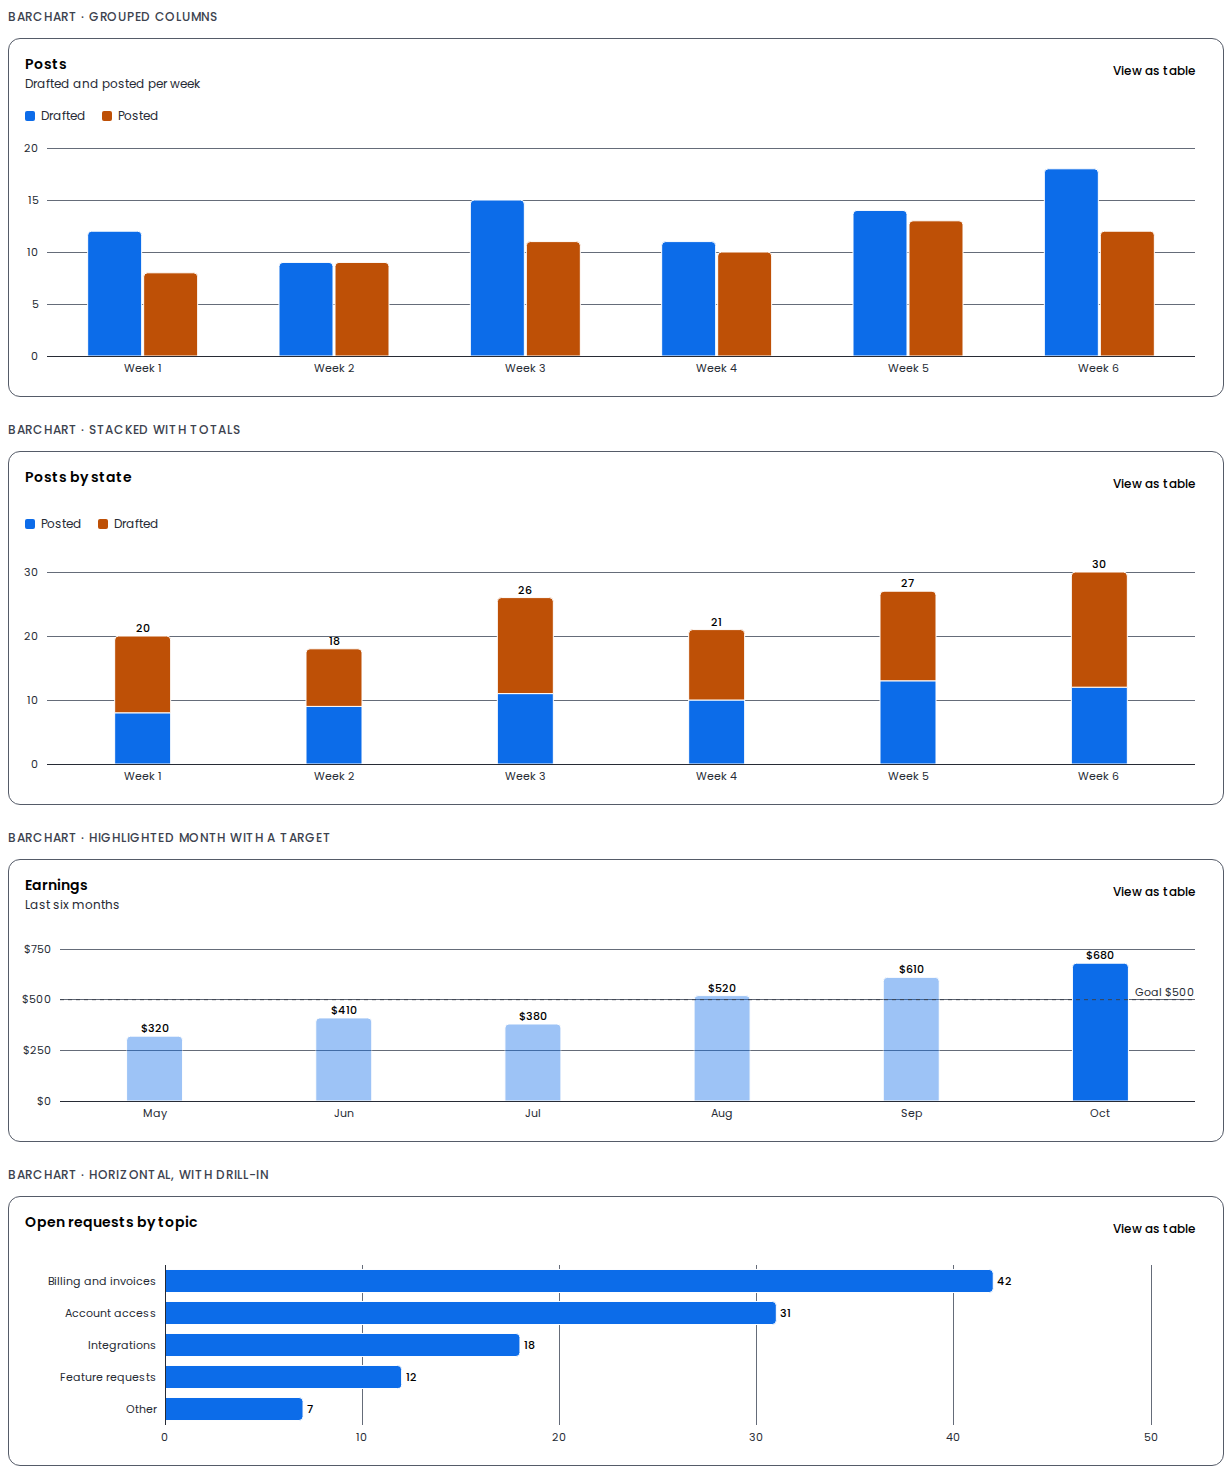 BARCHART · GROUPED COLUMNS
Posts
Drafted and posted per week
View as table
Drafted Posted
20
15
10
5
0
Week 1 Week 2 Week 3 Week 4 Week 5 Week 6
BARCHART · STACKED WITH TOTALS
Posts by state
View as table
Posted Drafted
30
20
10
0
20 18 26 21 27 30
Week 1 Week 2 Week 3 Week 4 Week 5 Week 6
BARCHART · HIGHLIGHTED MONTH WITH A TARGET
Earnings
Last six months
View as table
$750
$500
$250
$0
$320 $410 $380 $520 $610 $680
Goal $500
May Jun Jul Aug Sep Oct
BARCHART · HORIZONTAL, WITH DRILL-IN
Open requests by topic
View as table
Billing and invoices 42
Account access 31
Integrations 18
Feature requests 12
Other 7
0 10 20 30 40 50